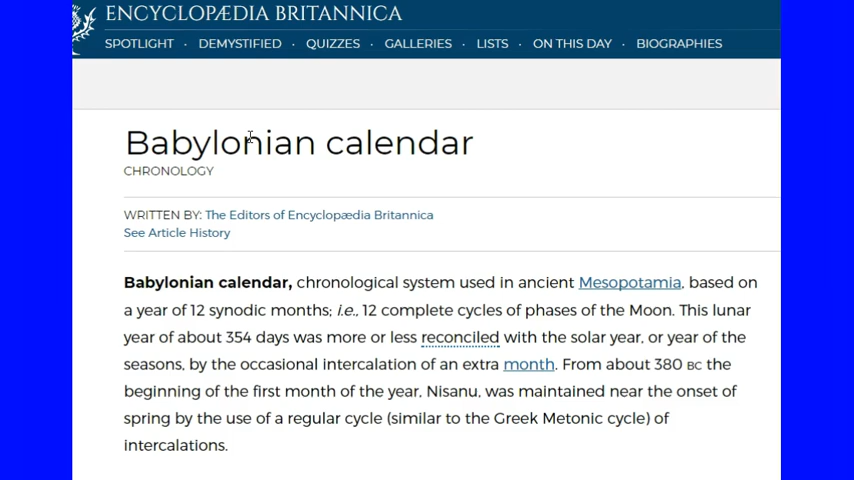 ENCYCLOPÆDIA BRITANNICA
SPOTLIGHT · DEMYSTIFIED · QUIZZES · GALLERIES · LISTS · ON THIS DAY · BIOGRAPHIES
Babylonian calendar
CHRONOLOGY
WRITTEN BY: The Editors of Encyclopædia Britannica
See Article History
Babylonian calendar, chronological system used in ancient Mesopotamia, based on
a year of 12 synodic months; i.e., 12 complete cycles of phases of the Moon. This lunar
year of about 354 days was more or less reconciled with the solar year, or year of the
seasons, by the occasional intercalation of an extra month. From about 380 BC the
beginning of the first month of the year, Nisanu, was maintained near the onset of
spring by the use of a regular cycle (similar to the Greek Metonic cycle) of
intercalations.